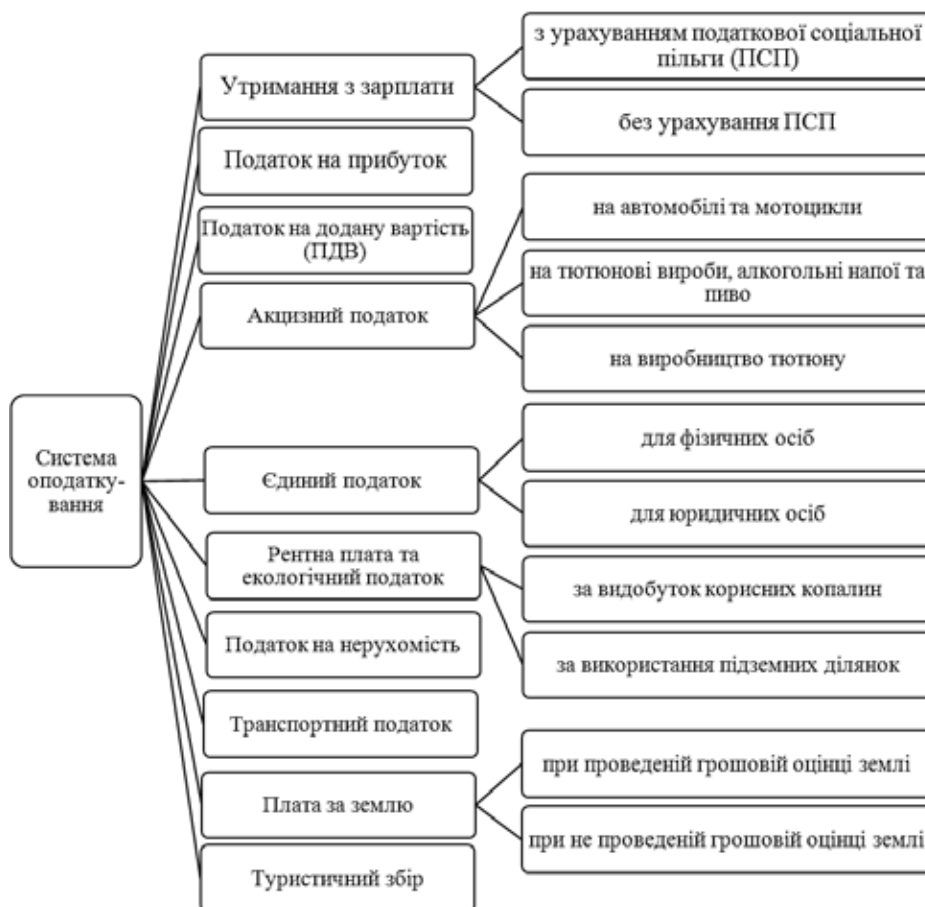 Система
оподатку-
вання
Утримання з зарплати
з урахуванням податкової соціальної
пільги (ПСП)
без урахування ПСП
Податок на прибуток
Податок на додану вартість
(ПДВ)
Акцизний податок
на автомобілі та мотоцикли
на тютюнові вироби, алкогольні напої та
пиво
на виробництво тютюну
Єдиний податок
для фізичних осіб
для юридичних осіб
Рентна плата та
екологічний податок
за видобуток корисних копалин
за використання підземних ділянок
Податок на нерухомість
Транспортний податок
Плата за землю
при проведеній грошовій оцінці землі
при не проведеній грошовій оцінці землі
Туристичний збір